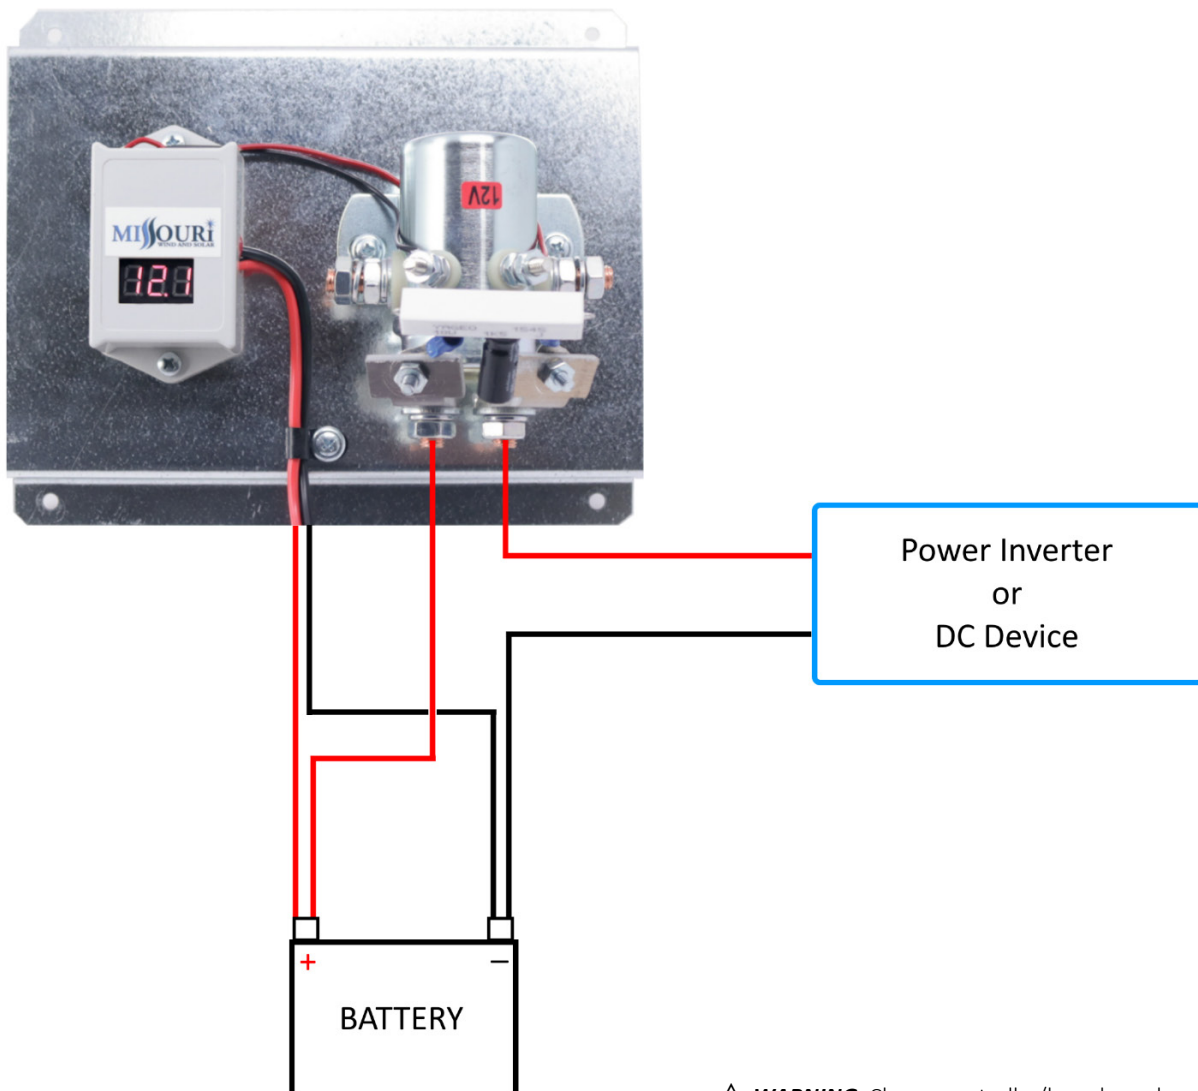 12V
MISSOURI
WIND AND SOLAR
12.1
Power Inverter
or
DC Device
+
−
BATTERY
WARNING: